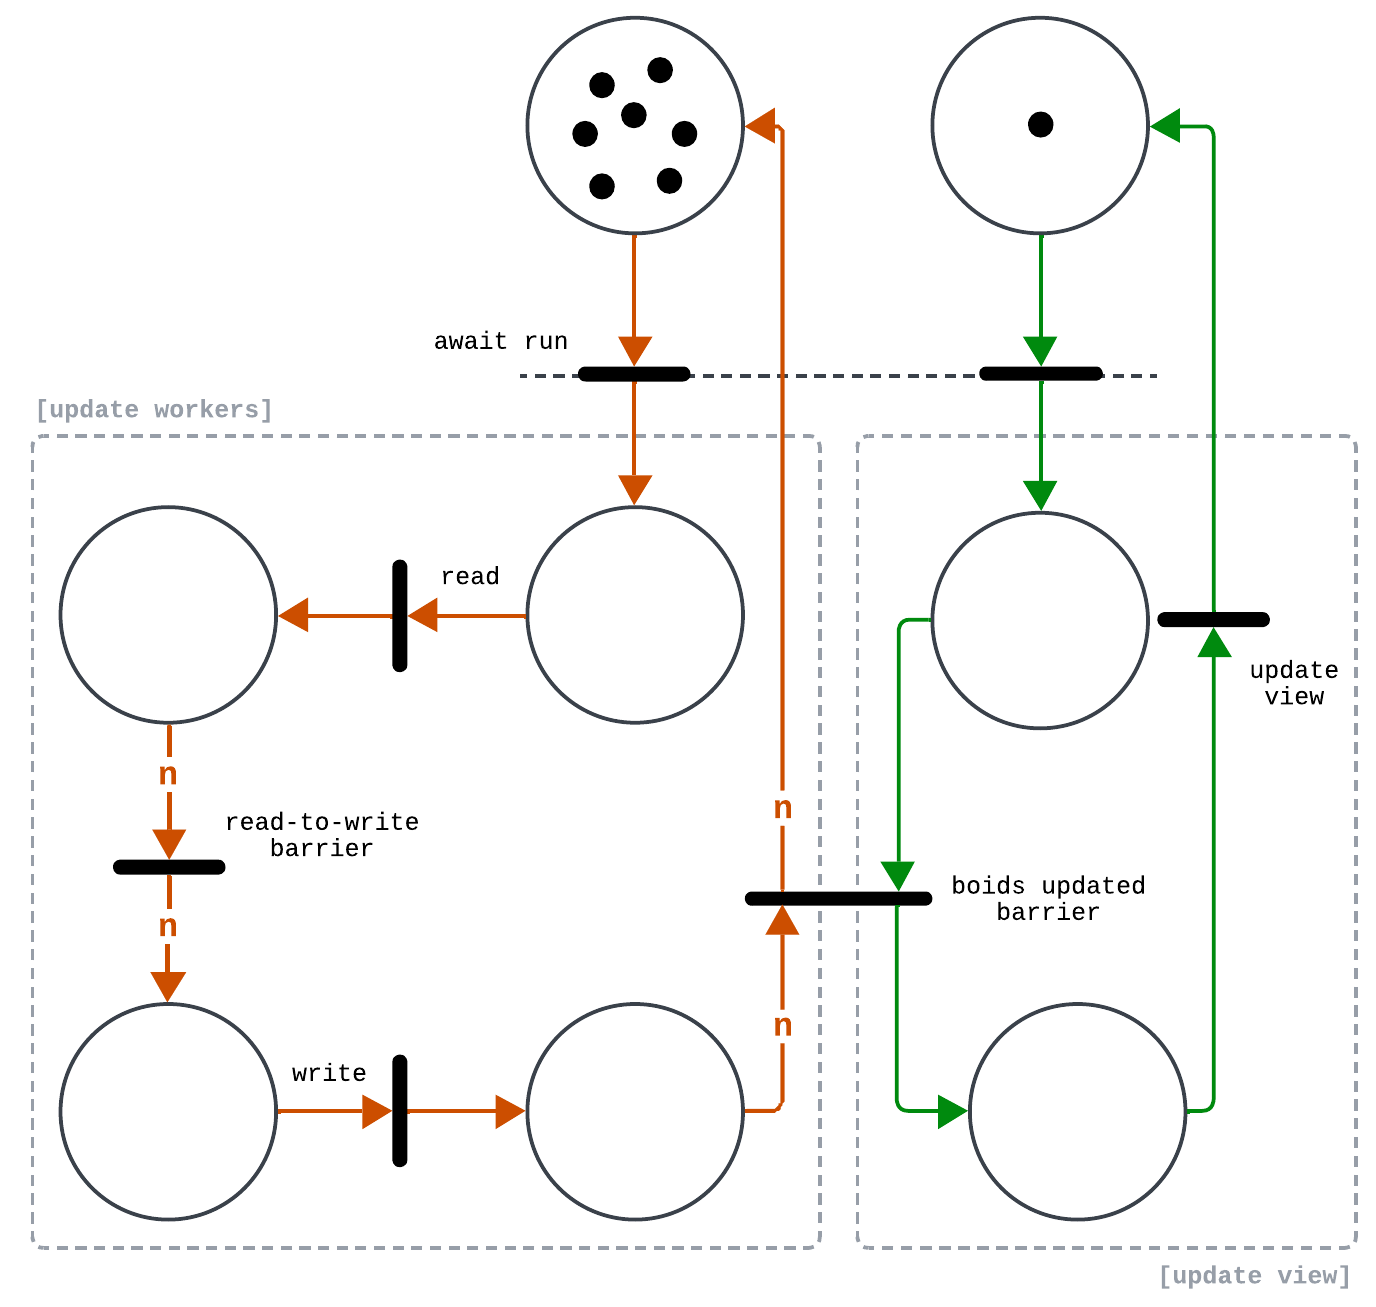 await run
[update workers]
read
update
view
n
n
read-to-write
barrier
boids updated
barrier
n
n
write
[update view]